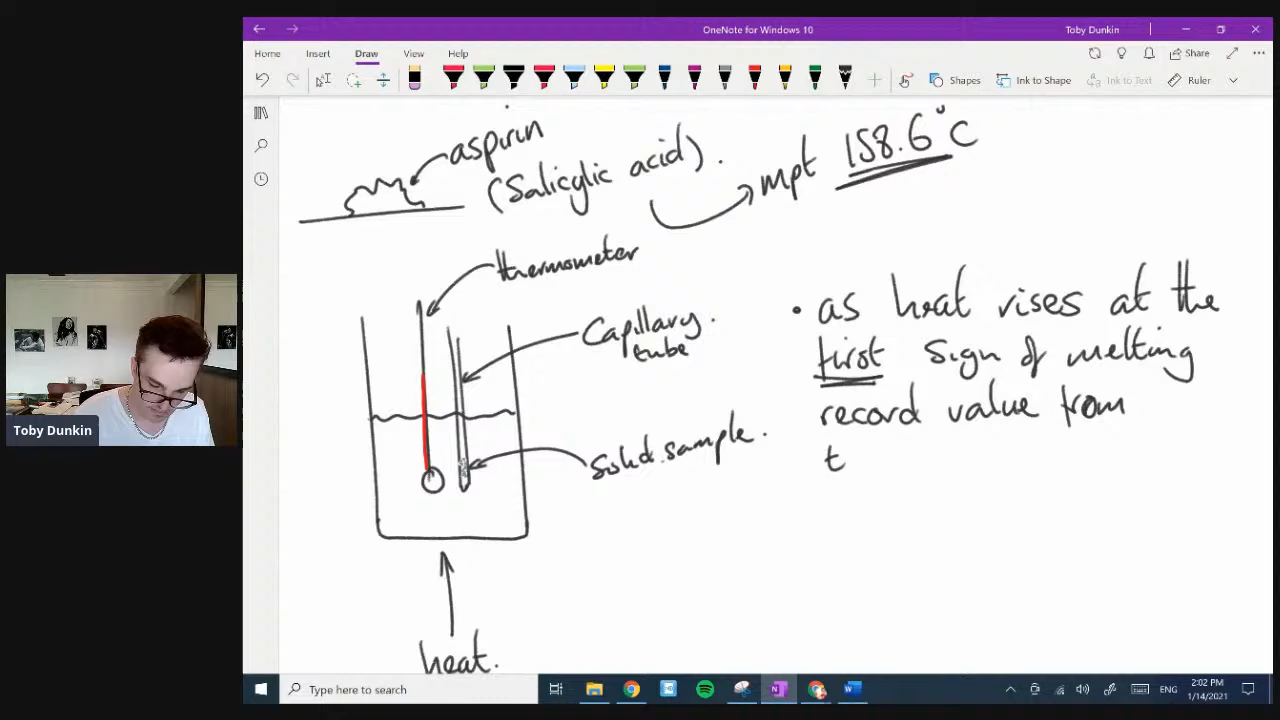 OneNote for Windows 10
Toby Dunkin
Home Insert Draw View Help
Share
Shapes
Ink to Shape
Ink to Text
Ruler
aspirin
(Salicylic acid).
mpt 158.6°C
thermometer
Capillary
tube
Solid sample.
heat.
• as heat rises at the
first sign of melting
record value from
t
Toby Dunkin
Type here to search
ENG
2:02 PM
1/14/2021